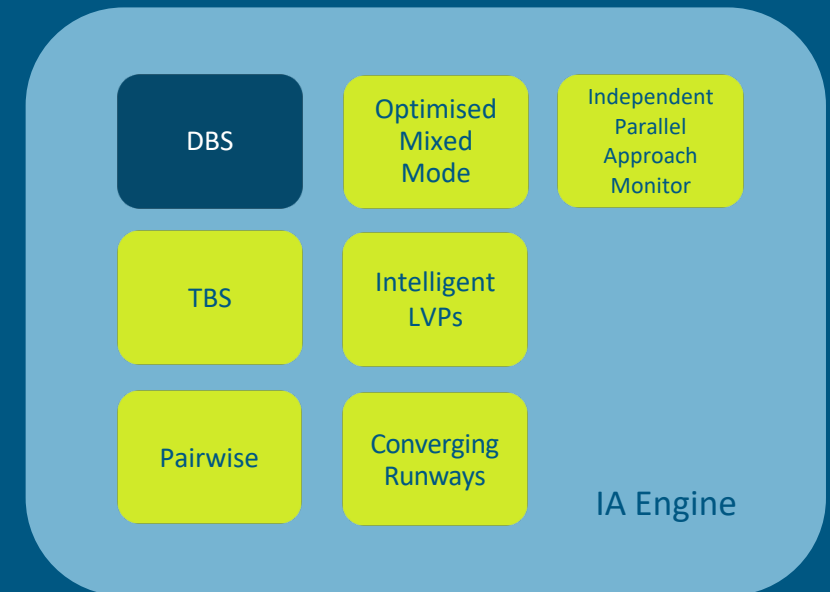 DBS
Optimised
Mixed
Mode
Independent
Parallel
Approach
Monitor
TBS
Intelligent
LVPs
Pairwise
Converging
Runways
IA Engine